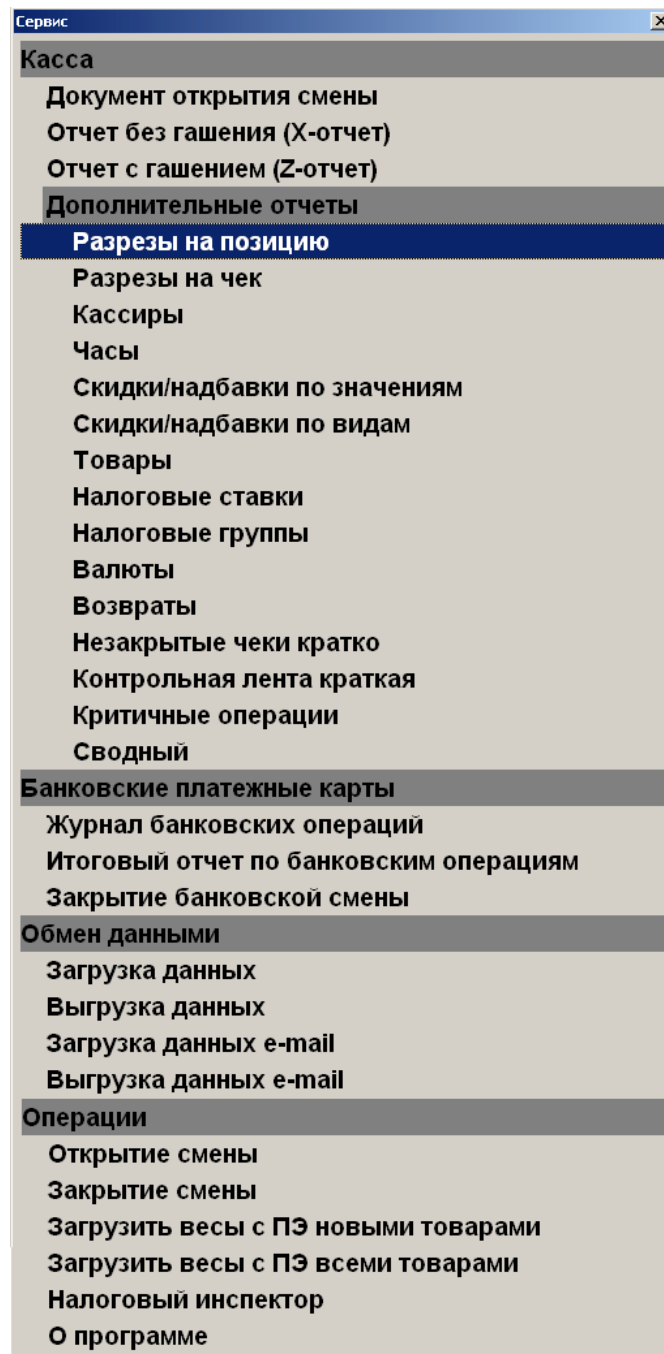 Сервис
Касса
Документ открытия смены
Отчет без гашения (X-отчет)
Отчет с гашением (Z-отчет)
Дополнительные отчеты
Разрезы на позицию
Разрезы на чек
Кассиры
Часы
Скидки/надбавки по значениям
Скидки/надбавки по видам
Товары
Налоговые ставки
Налоговые группы
Валюты
Возвраты
Незакрытые чеки кратко
Контрольная лента краткая
Критичные операции
Сводный
Банковские платежные карты
Журнал банковских операций
Итоговый отчет по банковским операциям
Закрытие банковской смены
Обмен данными
Загрузка данных
Выгрузка данных
Загрузка данных e-mail
Выгрузка данных e-mail
Операции
Открытие смены
Закрытие смены
Загрузить весы с ПЭ новыми товарами
Загрузить весы с ПЭ всеми товарами
Налоговый инспектор
О программе